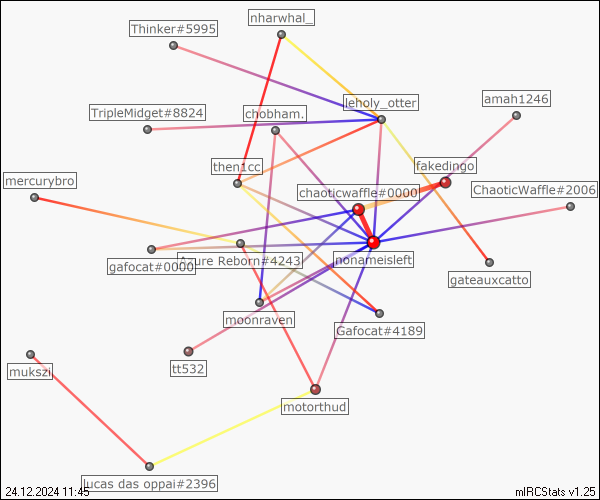 nharwhal_
Thinker#5995
leholy_otter
amah1246
TripleMidget#8824
chobham.
then1cc
fakedingo
mercurybro
chaoticwaffle#0000
ChaoticWaffle#2006
gafocat#0000
Azure Reborn#4243
nonameisleft
gateauxcatto
moonraven
Gafocat#4189
tt532
mukszi
motorthud
lucas das oppai#2396
24.12.2024 11:45
mIRCStats v1.25